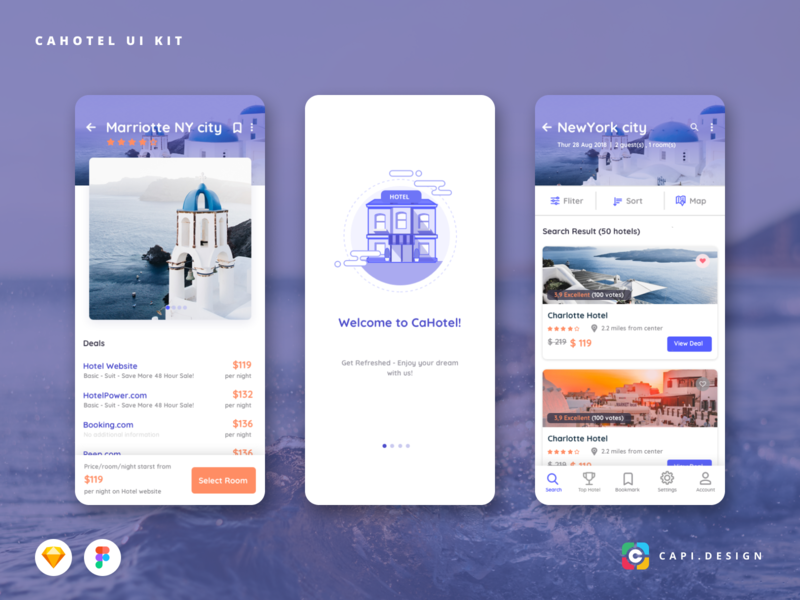 CAHOTEL UI KIT
Marriotte NY city
Deals
Hotel Website
$119
Basic - Suit - Save More 48 Hour Sale!
per night
HotelPower.com
$132
Basic - Suit - Save More 48 Hour Sale!
per night
Booking.com
$136
No additional information
per night
Peep.com
$136
Price/room/night starst from
$119
per night on Hotel website
Select Room
HOTEL
Welcome to CaHotel!
Get Refreshed - Enjoy your dream
with us!
NewYork city
Thur 28 Aug 2018 | 2 guest(s) , 1 room(s)
Fliter
Sort
Map
Search Result (50 hotels)
5.9 Excellent (100 votes)
Charlotte Hotel
2.2 miles from center
$ 219 $ 119
View Deal
5.9 Excellent (100 votes)
Charlotte Hotel
2.2 miles from center
$ 219 $ 119
View Deal
Search
Top Hotel
Bookmark
Settings
Account
C
CAPI.DESIGN